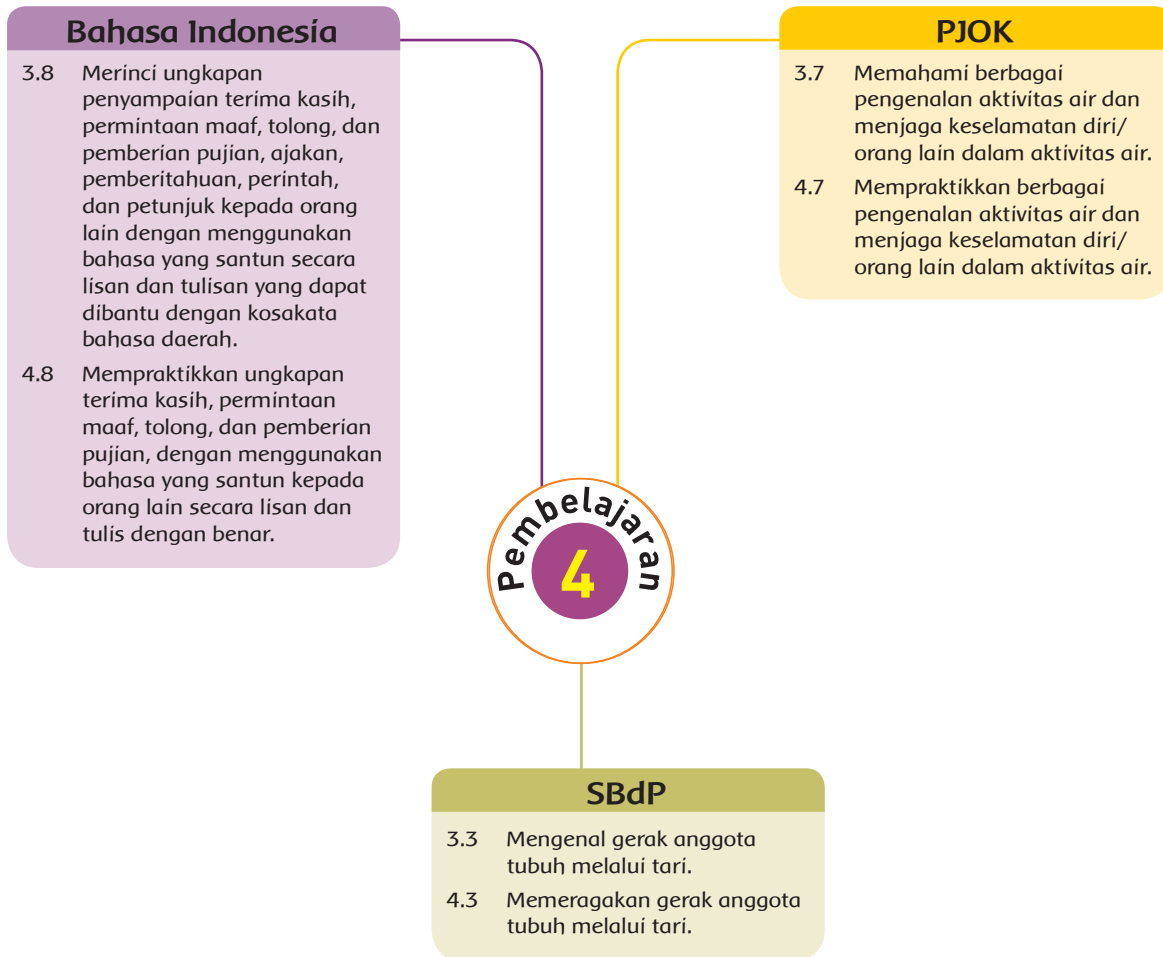 Bahasa Indonesia
3.8 Merinci ungkapan
penyampaian terima kasih,
permintaan maaf, tolong, dan
pemberian pujian, ajakan,
pemberitahuan, perintah,
dan petunjuk kepada orang
lain dengan menggunakan
bahasa yang santun secara
lisan dan tulisan yang dapat
dibantu dengan kosakata
bahasa daerah.
4.8 Mempraktikkan ungkapan
terima kasih, permintaan
maaf, tolong, dan pemberian
pujian, dengan menggunakan
bahasa yang santun kepada
orang lain secara lisan dan
tulis dengan benar.
PJOK
3.7 Memahami berbagai
pengenalan aktivitas air dan
menjaga keselamatan diri/
orang lain dalam aktivitas air.
4.7 Mempraktikkan berbagai
pengenalan aktivitas air dan
menjaga keselamatan diri/
orang lain dalam aktivitas air.
Pembelajaran
4
SBdP
3.3 Mengenal gerak anggota
tubuh melalui tari.
4.3 Memeragakan gerak anggota
tubuh melalui tari.